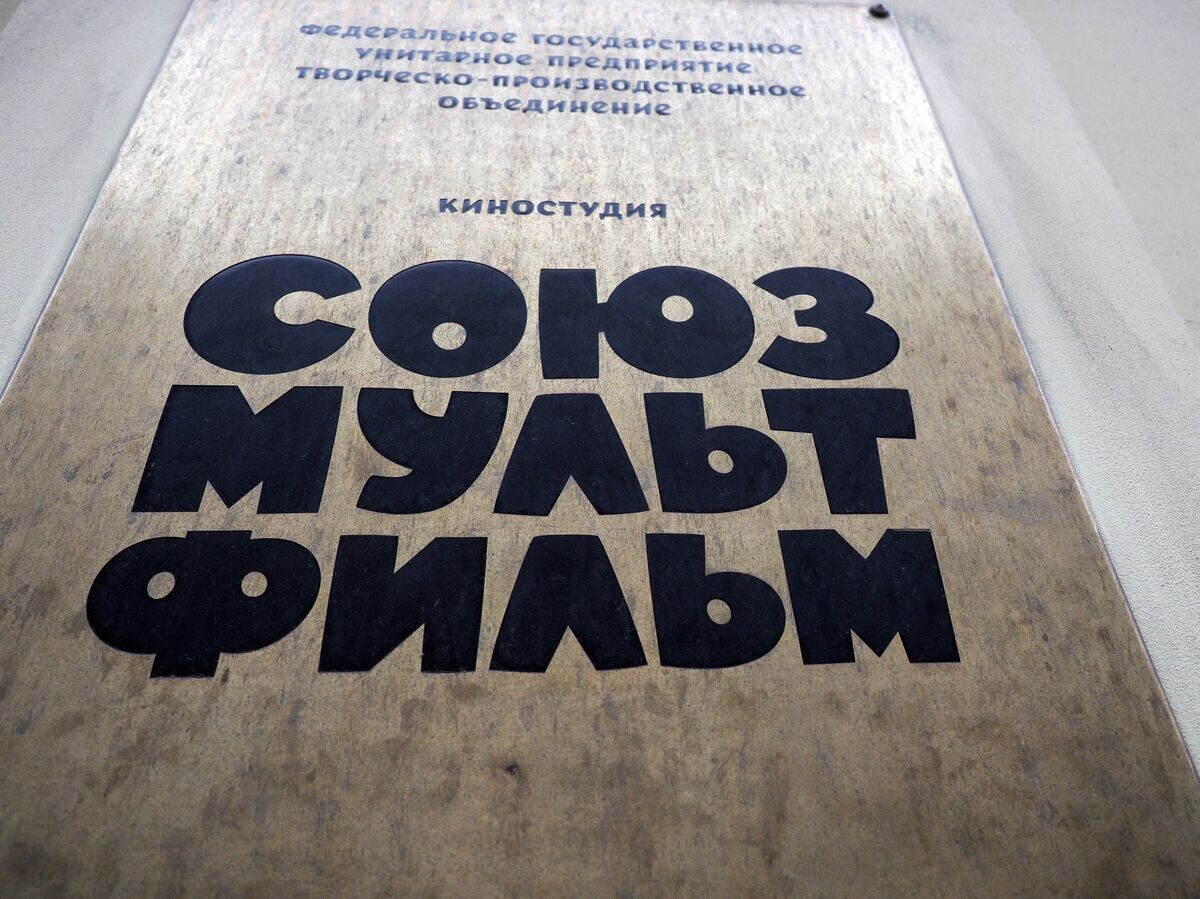 ФЕДЕРАЛЬНОЕ ГОСУДАРСТВЕННОЕ
УНИТАРНОЕ ПРЕДПРИЯТИЕ
ТВОРЧЕСКО-ПРОИЗВОДСТВЕННОЕ
ОБЪЕДИНЕНИЕ
КИНОСТУДИЯ
СОЮЗ
МУЛЬТ
ФИЛЬМ